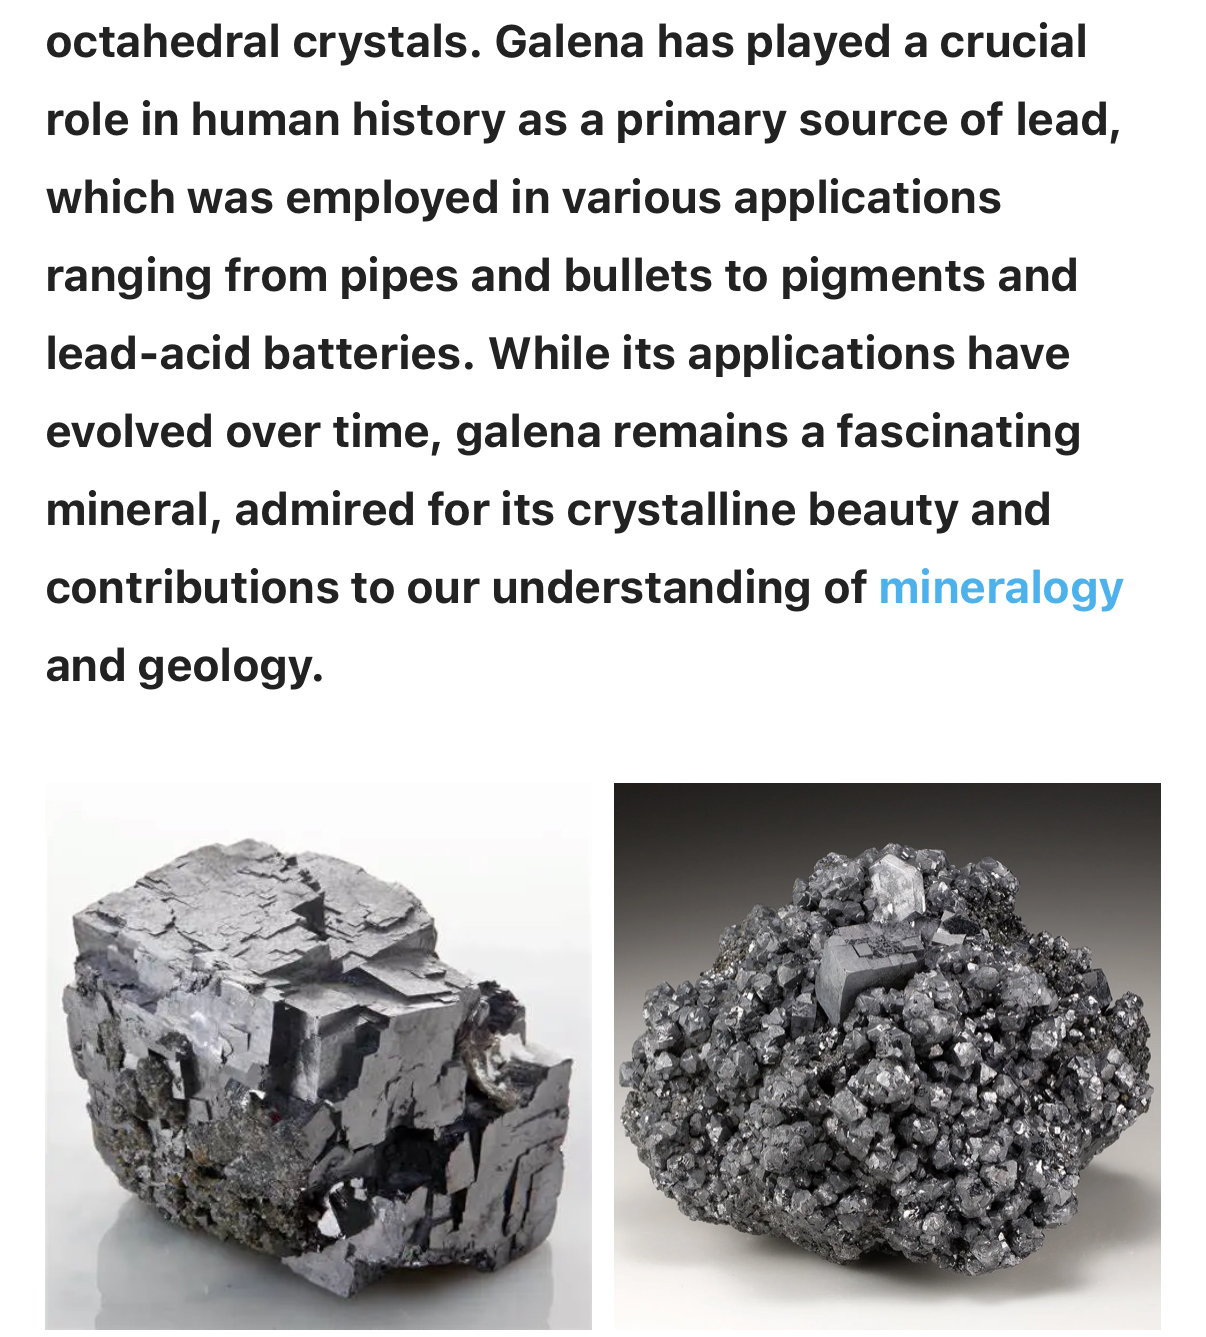 octahedral crystals. Galena has played a crucial
role in human history as a primary source of lead,
which was employed in various applications
ranging from pipes and bullets to pigments and
lead-acid batteries. While its applications have
evolved over time, galena remains a fascinating
mineral, admired for its crystalline beauty and
contributions to our understanding of mineralogy
and geology.